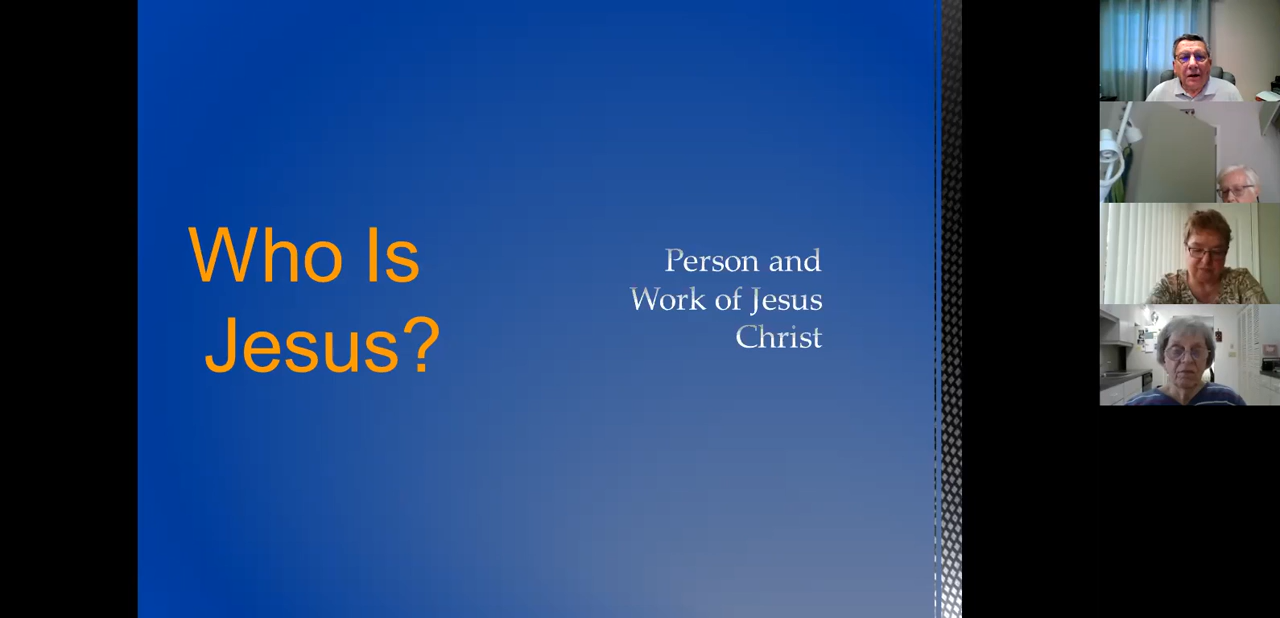 Who Is
Jesus?
Person and
Work of Jesus
Christ